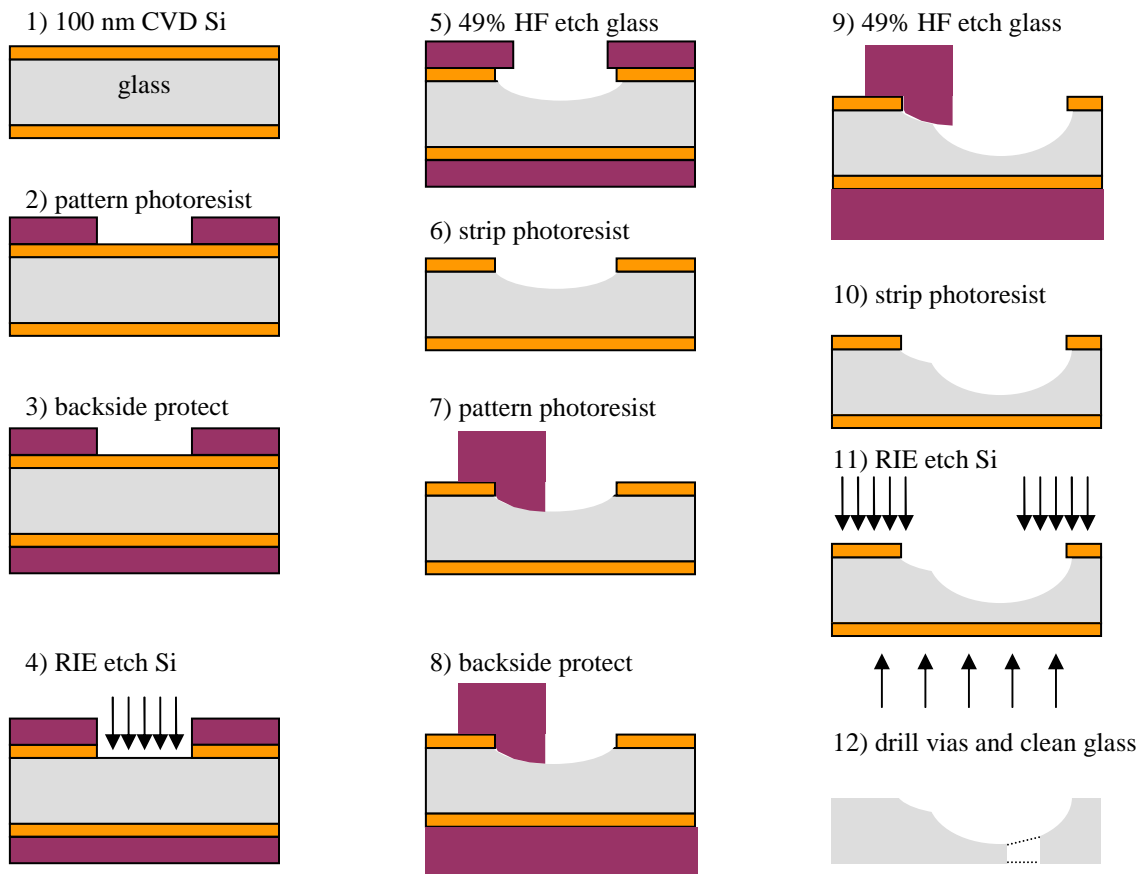 1) 100 nm CVD Si
glass
2) pattern photoresist
3) backside protect
4) RIE etch Si
5) 49% HF etch glass
6) strip photoresist
7) pattern photoresist
8) backside protect
9) 49% HF etch glass
10) strip photoresist
11) RIE etch Si
12) drill vias and clean glass